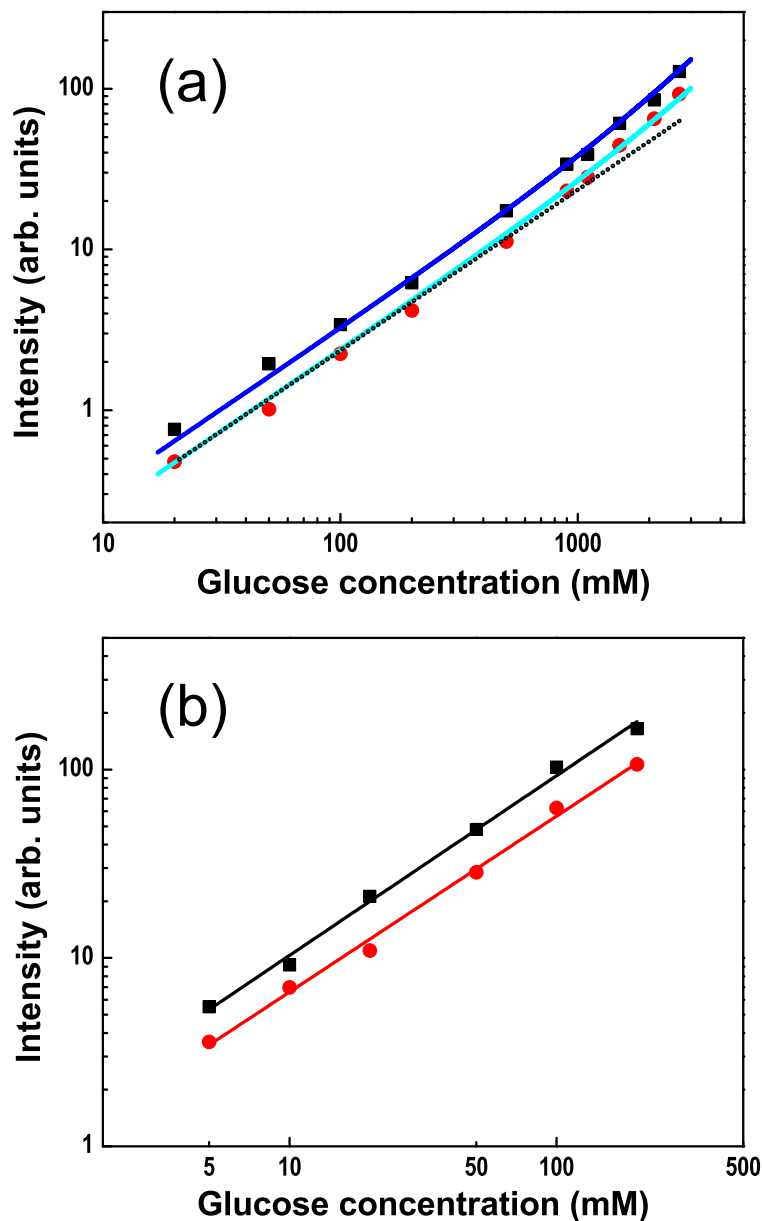 (a)
100
10
1
Intensity (arb. units)
10 100 1000
Glucose concentration (mM)
(b)
100
10
1
Intensity (arb. units)
5 10 50 100 500
Glucose concentration (mM)